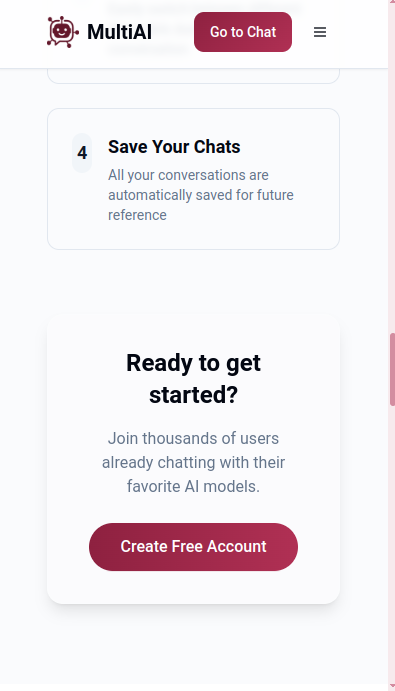 MultiAI
Go to Chat
4
Save Your Chats
All your conversations are
automatically saved for future
reference
Ready to get
started?
Join thousands of users
already chatting with their
favorite AI models.
Create Free Account